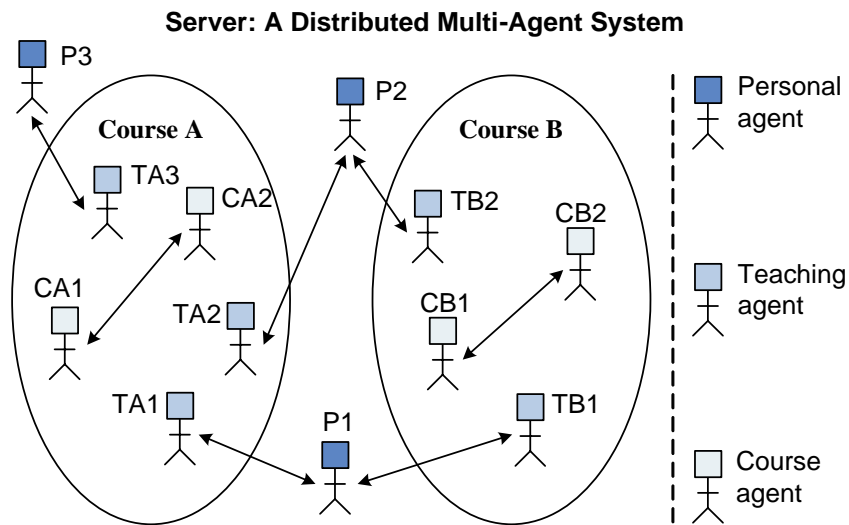 Server: A Distributed Multi-Agent System
P3
P2
Personal
agent
Course A
Course B
TA3
CA2
TB2
CB2
Teaching
agent
CA1
TA2
CB1
TA1
P1
TB1
Course
agent